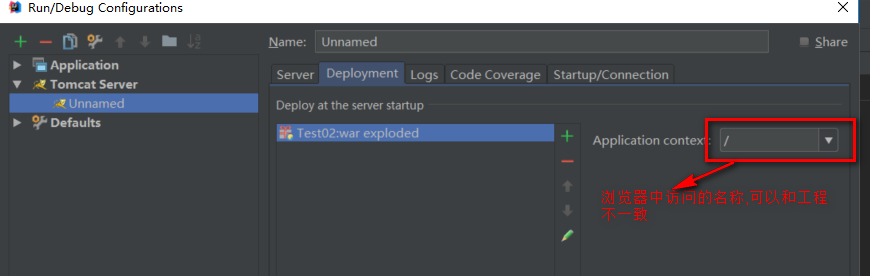 Run/Debug Configurations
Name: Unnamed
Share
Application
Tomcat Server
Unnamed
Defaults
Server Deployment Logs Code Coverage Startup/Connection
Deploy at the server startup
Test02:war exploded
Application context: /
浏览器中访问的名称,可以和工程
不一致